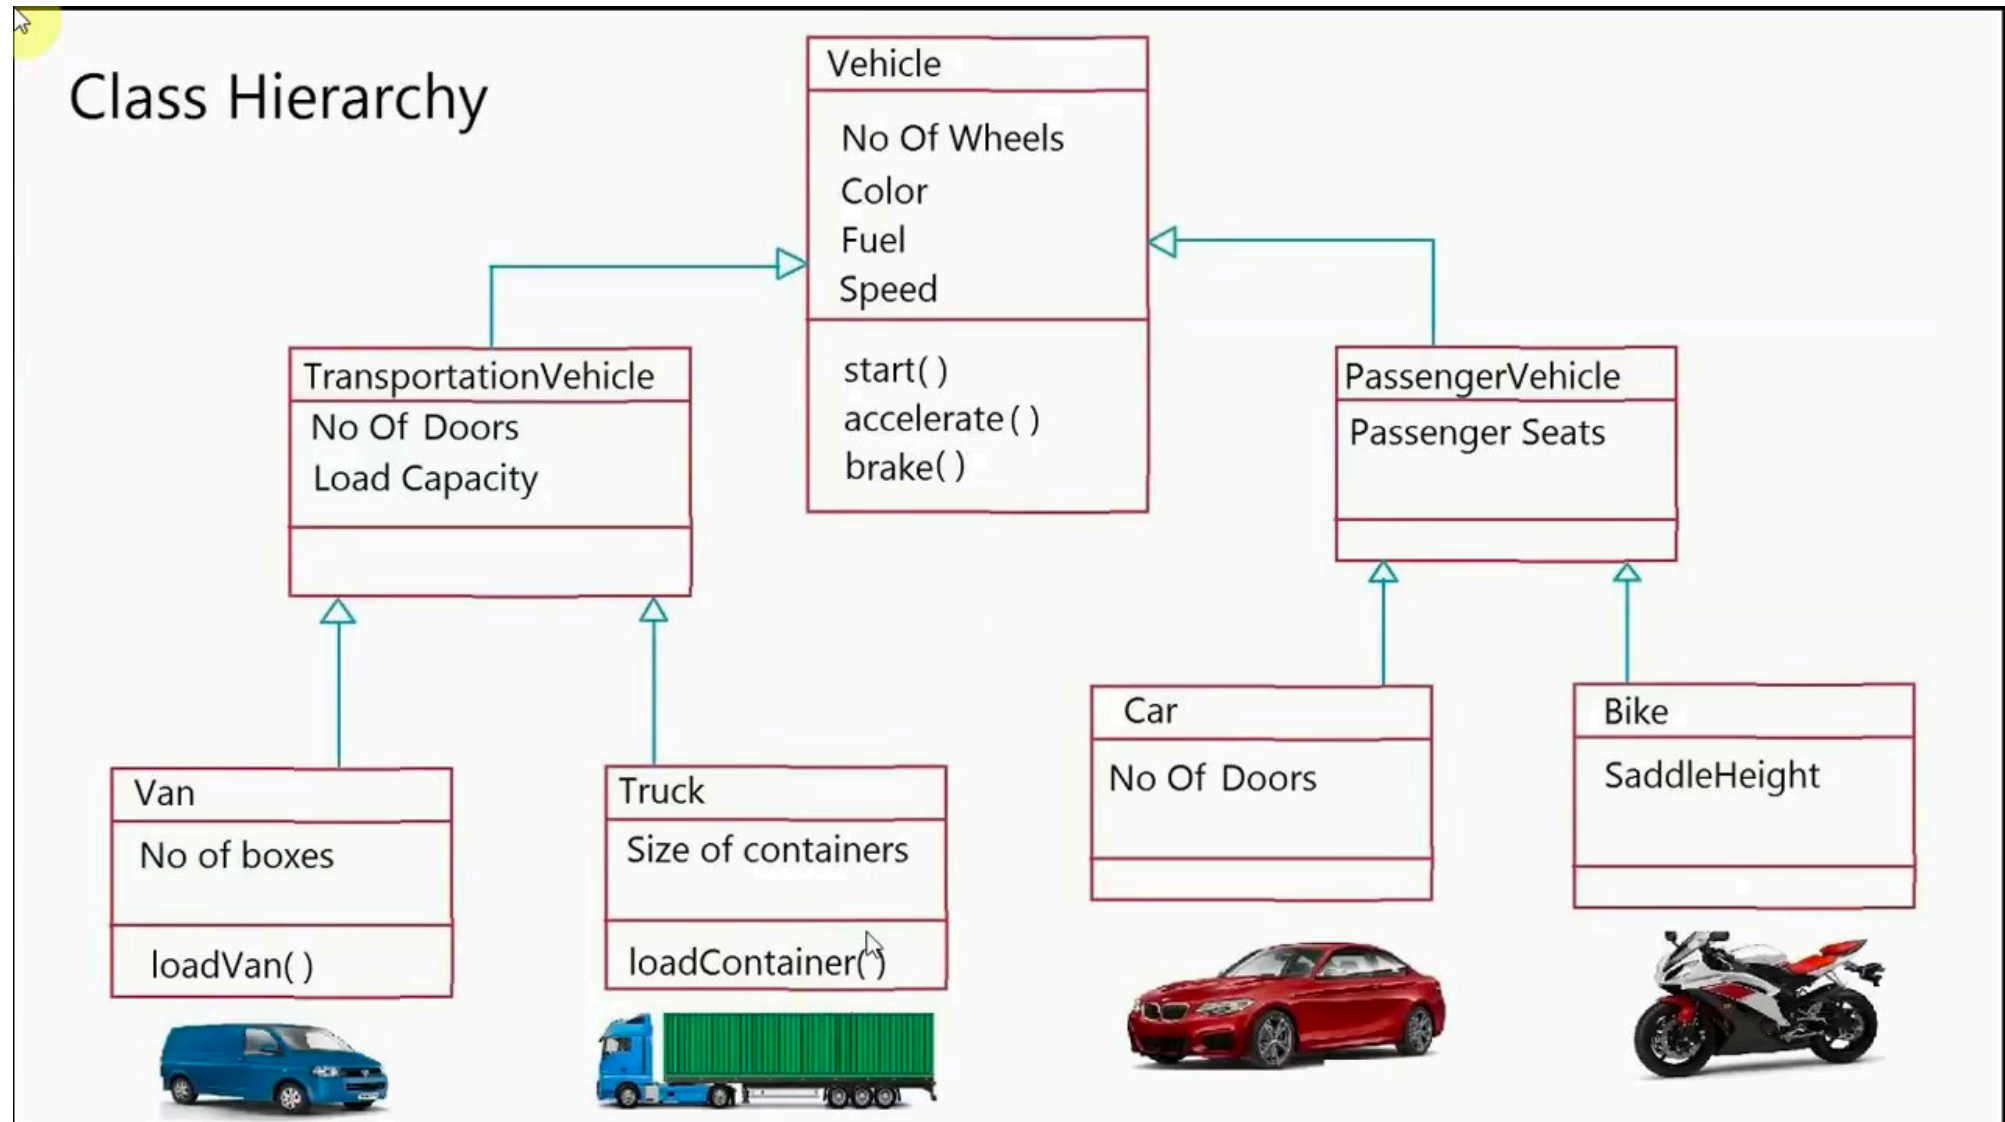 Class Hierarchy
Vehicle
No Of Wheels
Color
Fuel
Speed
start( )
accelerate( )
brake( )
TransportationVehicle
No Of Doors
Load Capacity
PassengerVehicle
Passenger Seats
Van
No of boxes
loadVan( )
Truck
Size of containers
loadContainer( )
Car
No Of Doors
Bike
SaddleHeight